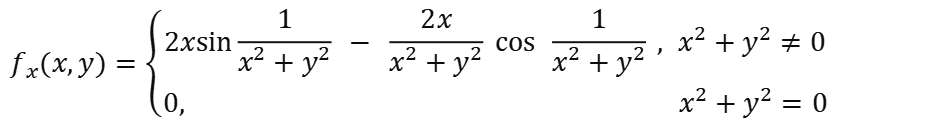 f_x(x, y) = { 2x sin 1/(x² + y²) − 2x/(x² + y²) cos 1/(x² + y²) , x² + y² ≠ 0
0, x² + y² = 0